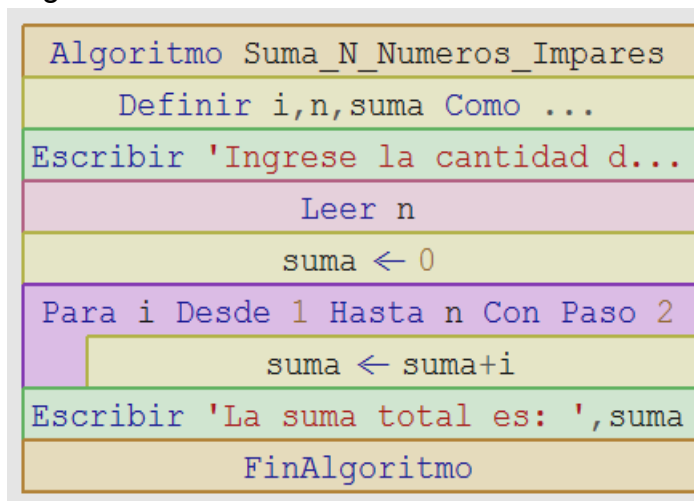 Algoritmo Suma_N_Numeros_Impares
Definir i,n,suma Como ...
Escribir 'Ingrese la cantidad d...
Leer n
suma ← 0
Para i Desde 1 Hasta n Con Paso 2
suma ← suma+i
Escribir 'La suma total es: ',suma
FinAlgoritmo